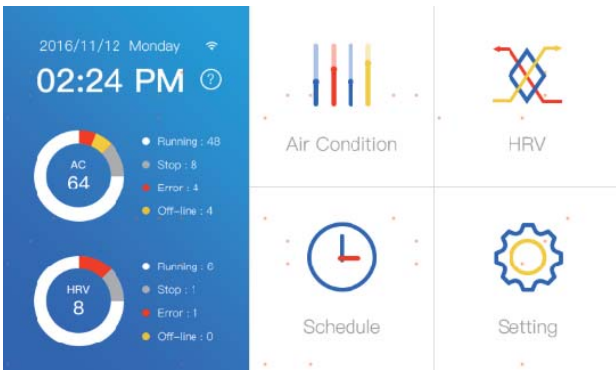 2016/11/12 Monday
02:24 PM ?
AC
64
Running : 48
Stop : 8
Error : 4
Off-line : 4
HRV
8
Running : 6
Stop : 1
Error : 1
Off-line : 0
Air Condition
HRV
Schedule
Setting